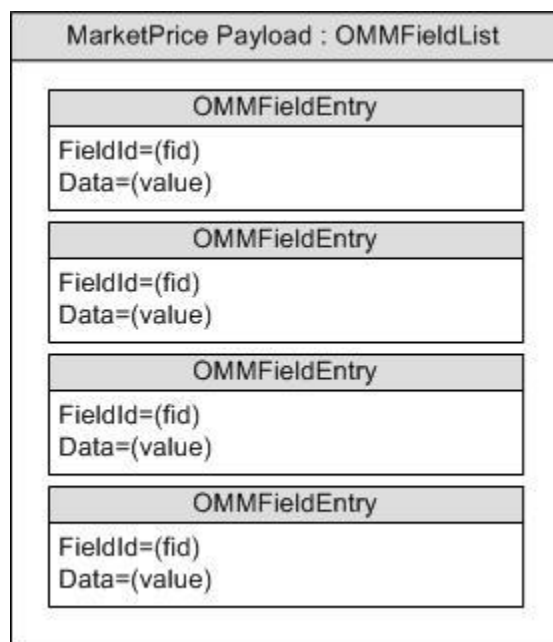 MarketPrice Payload : OMMFieldList
OMMFieldEntry
FieldId=(fid)
Data=(value)
OMMFieldEntry
FieldId=(fid)
Data=(value)
OMMFieldEntry
FieldId=(fid)
Data=(value)
OMMFieldEntry
FieldId=(fid)
Data=(value)